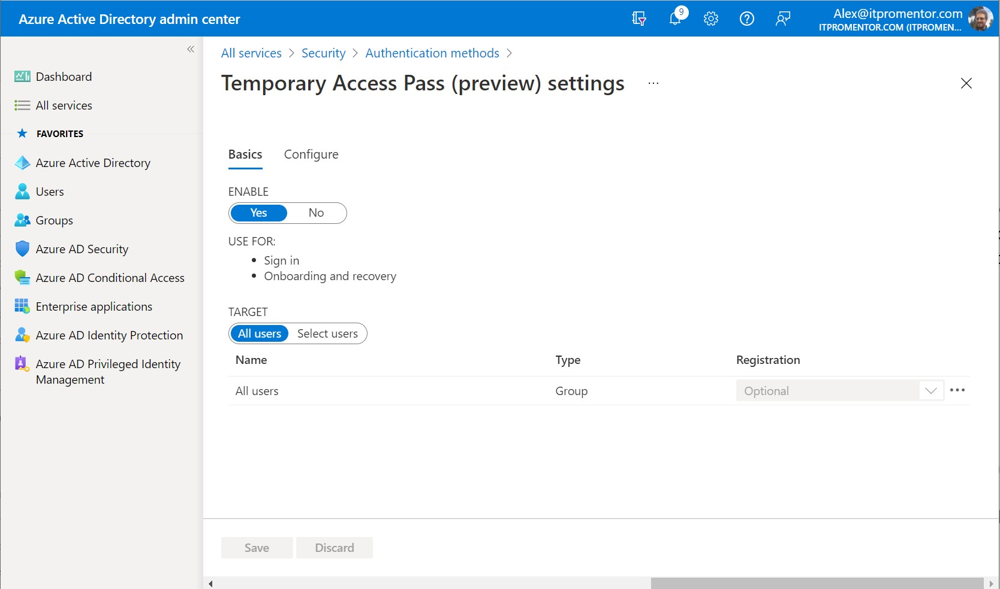 Azure Active Directory admin center
9
Alex@itpromentor.com
ITPROMENTOR.COM (ITPROMEN...
«
Dashboard
All services
FAVORITES
Azure Active Directory
Users
Groups
Azure AD Security
Azure AD Conditional Access
Enterprise applications
Azure AD Identity Protection
Azure AD Privileged Identity
Management
All services > Security > Authentication methods >
Temporary Access Pass (preview) settings ...
Basics Configure
ENABLE
Yes No
USE FOR:
• Sign in
• Onboarding and recovery
TARGET
All users Select users
Name Type Registration
All users Group Optional ...
Save Discard